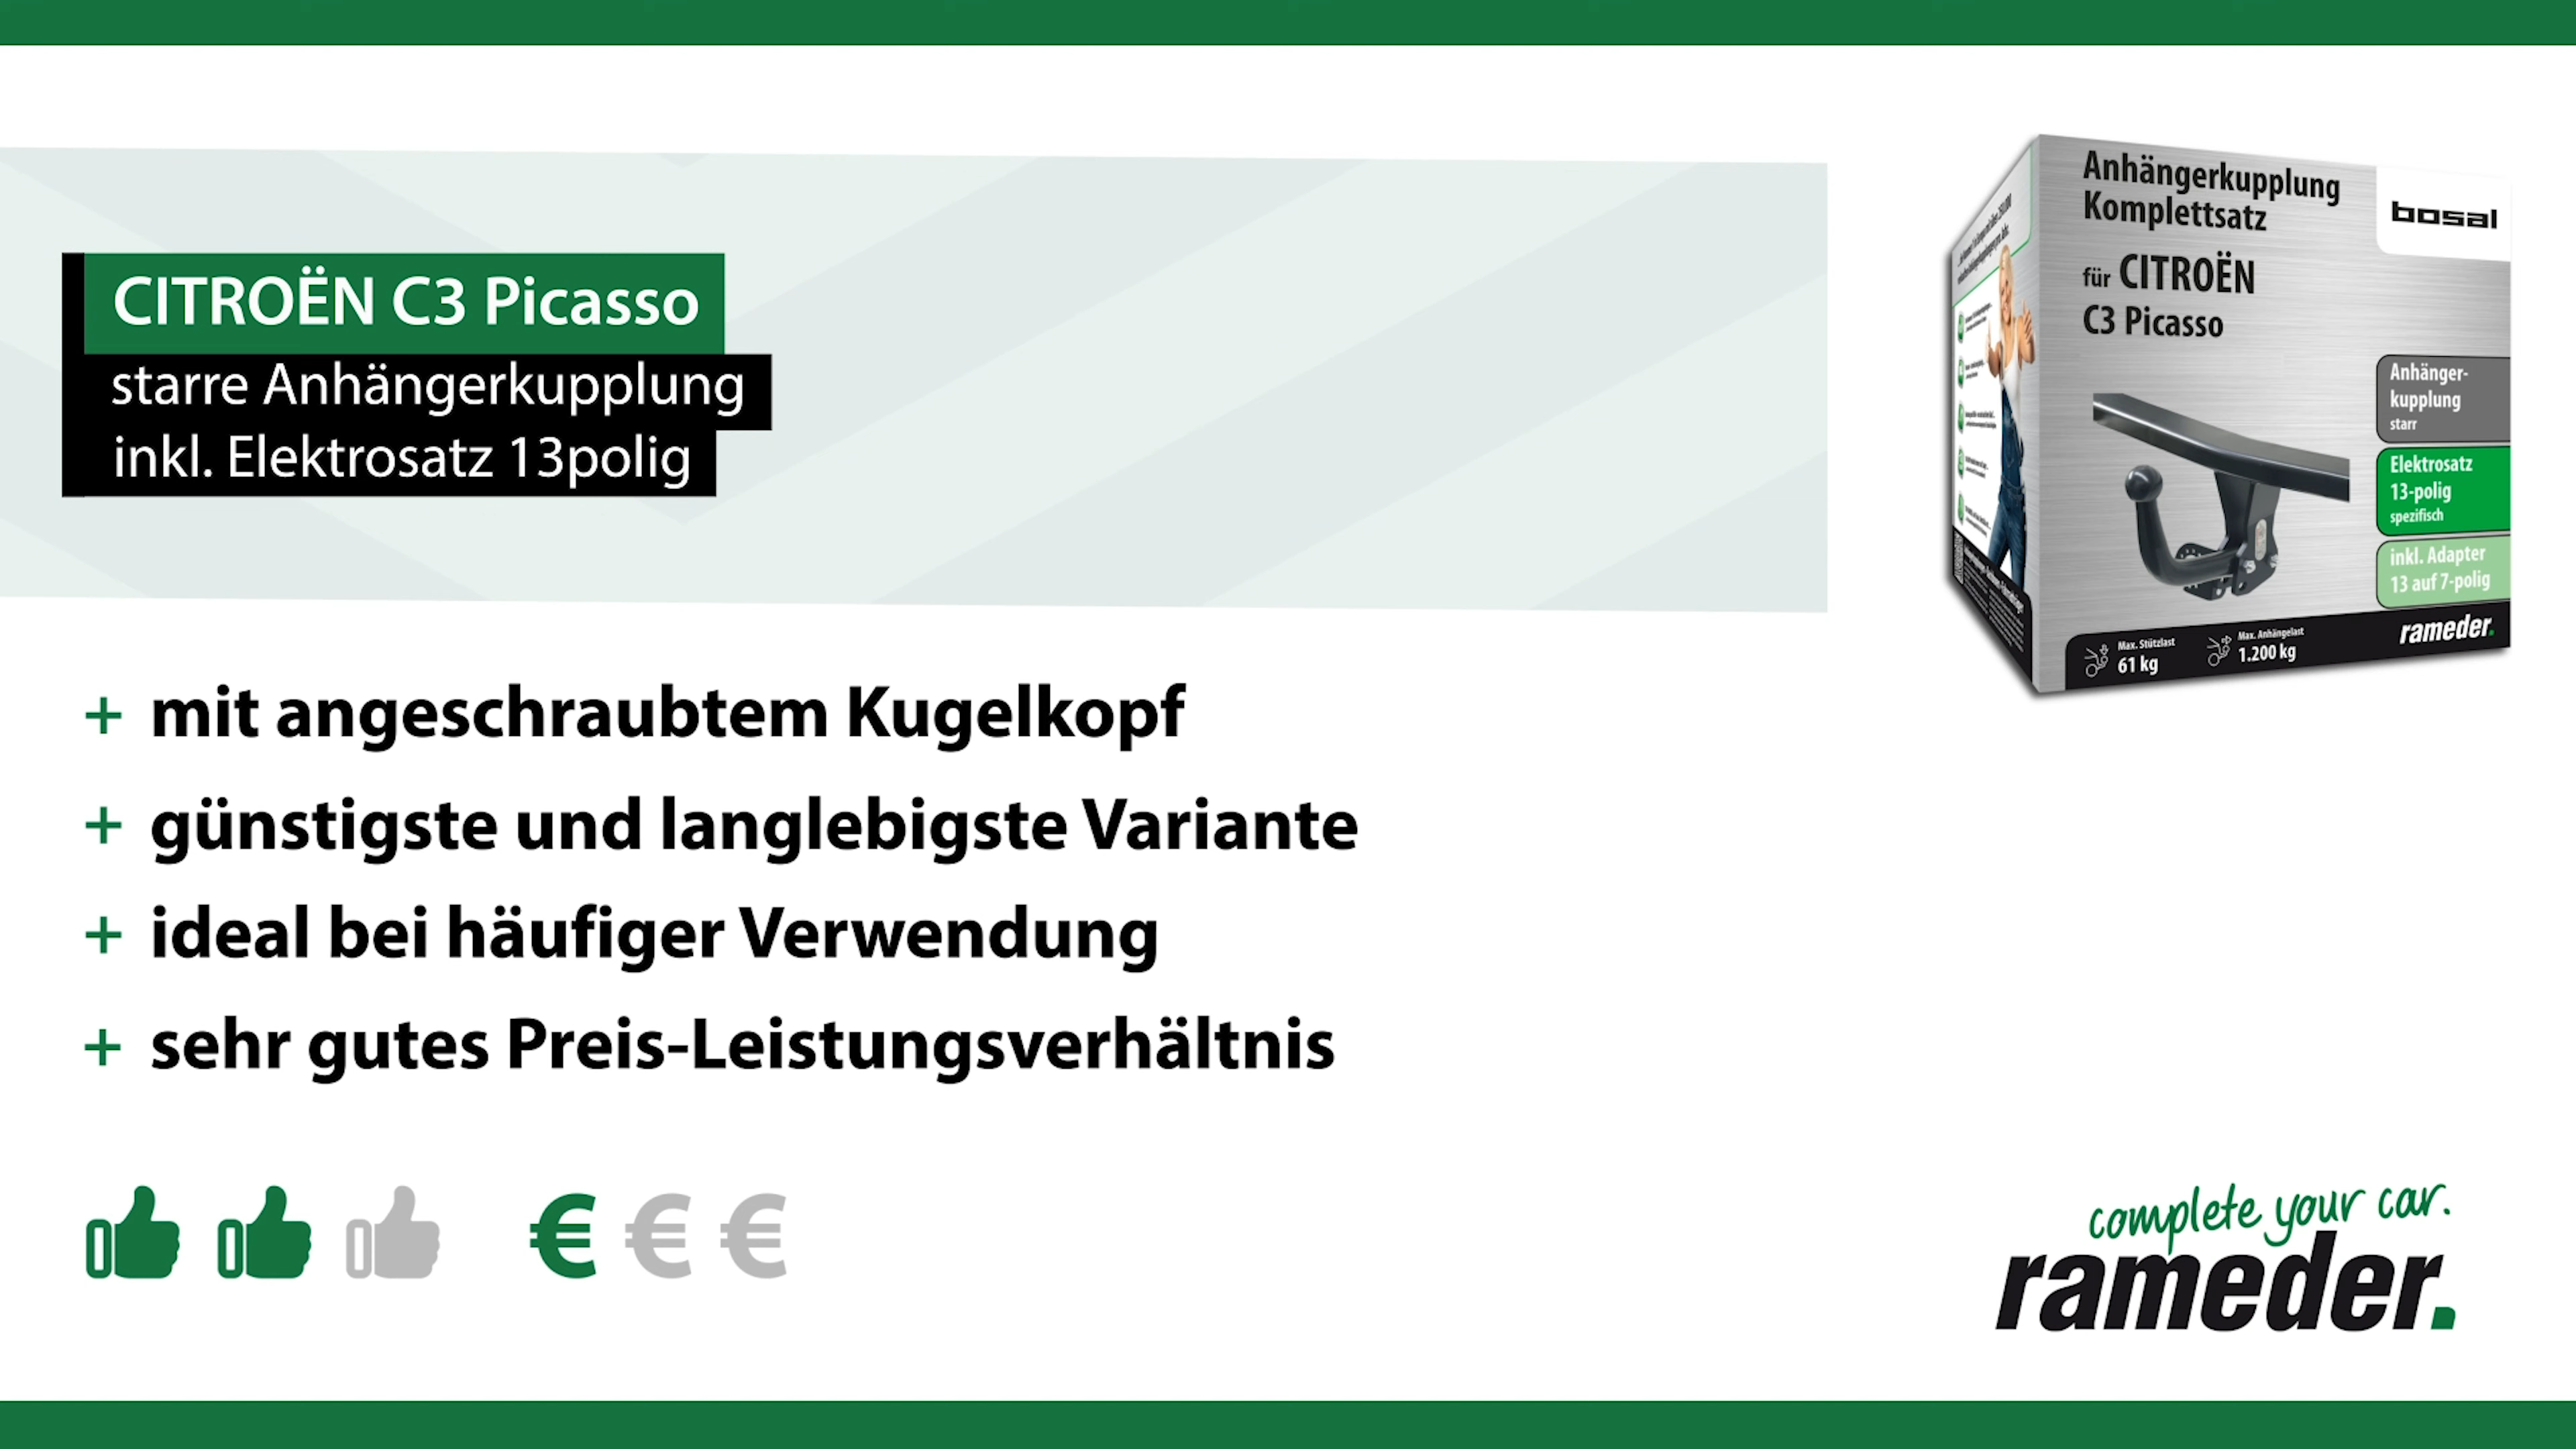 CITROËN C3 Picasso
starre Anhängerkupplung
inkl. Elektrosatz 13polig
+ mit angeschraubtem Kugelkopf
+ günstigste und langlebigste Variante
+ ideal bei häufiger Verwendung
+ sehr gutes Preis-Leistungsverhältnis
€ € €
Anhängerkupplung
Komplettsatz
bosal
für CITROËN
C3 Picasso
Anhänger-
kupplung
starr
Elektrosatz
13-polig
spezifisch
inkl. Adapter
13 auf 7-polig
Max. Stützlast
61 kg
Max. Anhängelast
1.200 kg
rameder.
complete your car.
rameder.